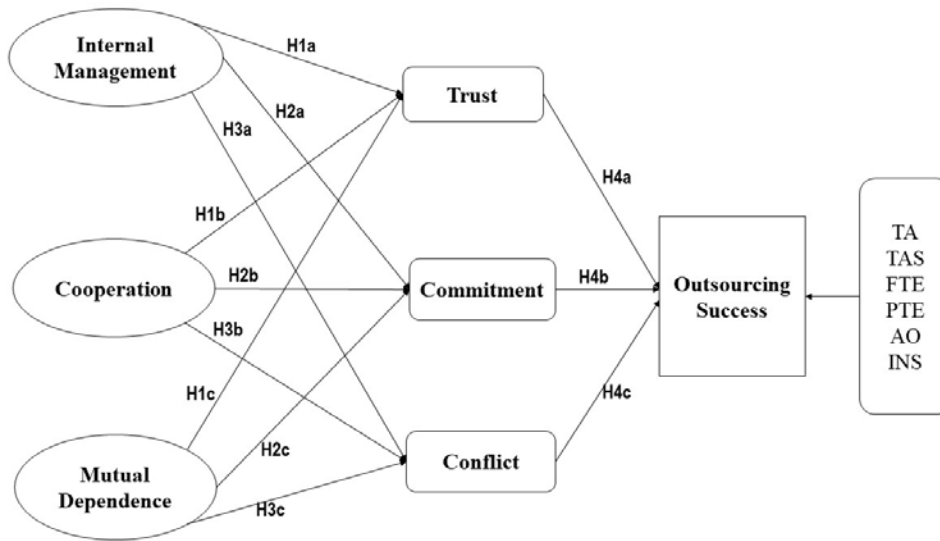 Internal
Management
H1a
H2a
H3a
Trust
H1b
H4a
Cooperation
H2b
Commitment
H4b
Outsourcing
Success
TA
TAS
FTE
PTE
AO
INS
H3b
H1c
H4c
Mutual
Dependence
H2c
Conflict
H3c